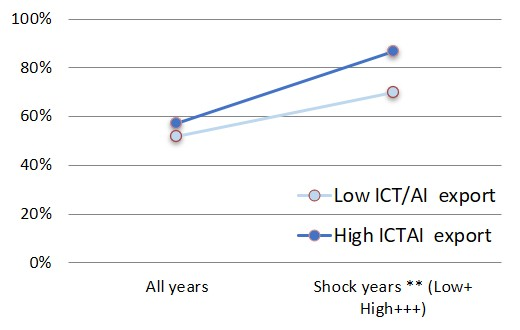 100%
80%
60%
40%
20%
0%
Low ICT/AI export
High ICTAI export
All years
Shock years ** (Low+
High+++)